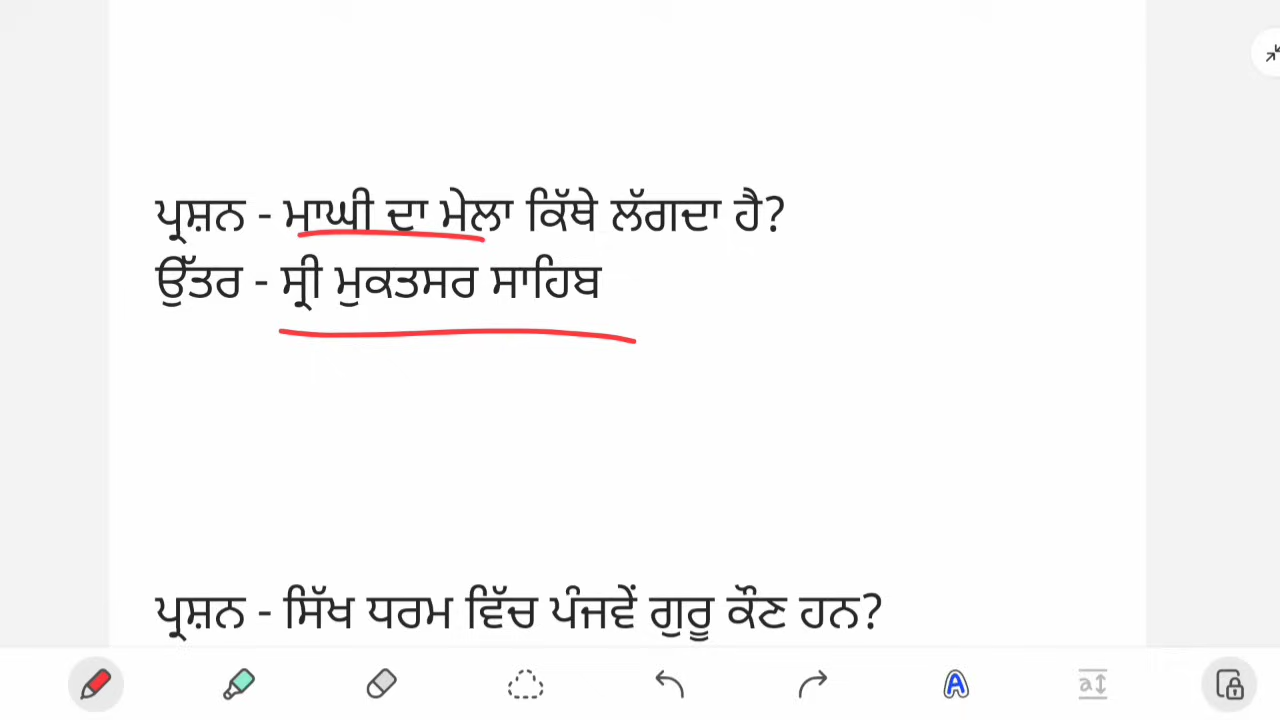 ਪ੍ਰਸ਼ਨ - ਮਾਘੀ ਦਾ ਮੇਲਾ ਕਿੱਥੇ ਲੱਗਦਾ ਹੈ?
ਉੱਤਰ - ਸ੍ਰੀ ਮੁਕਤਸਰ ਸਾਹਿਬ
ਪ੍ਰਸ਼ਨ - ਸਿੱਖ ਧਰਮ ਵਿੱਚ ਪੰਜਵੇਂ ਗੁਰੂ ਕੌਣ ਹਨ?
A a